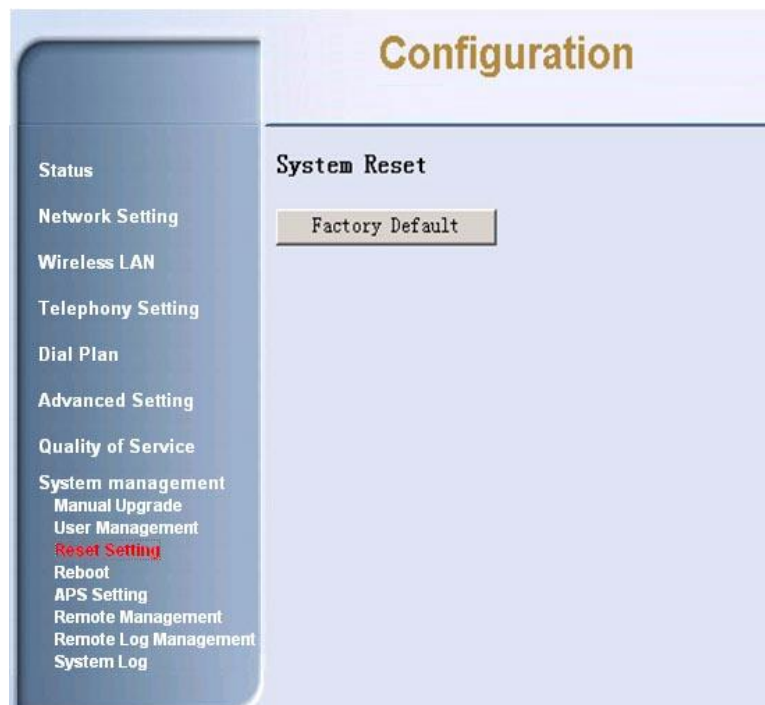 Configuration
Status
Network Setting
Wireless LAN
Telephony Setting
Dial Plan
Advanced Setting
Quality of Service
System management
Manual Upgrade
User Management
Reset Setting
Reboot
APS Setting
Remote Management
Remote Log Management
System Log
System Reset
Factory Default